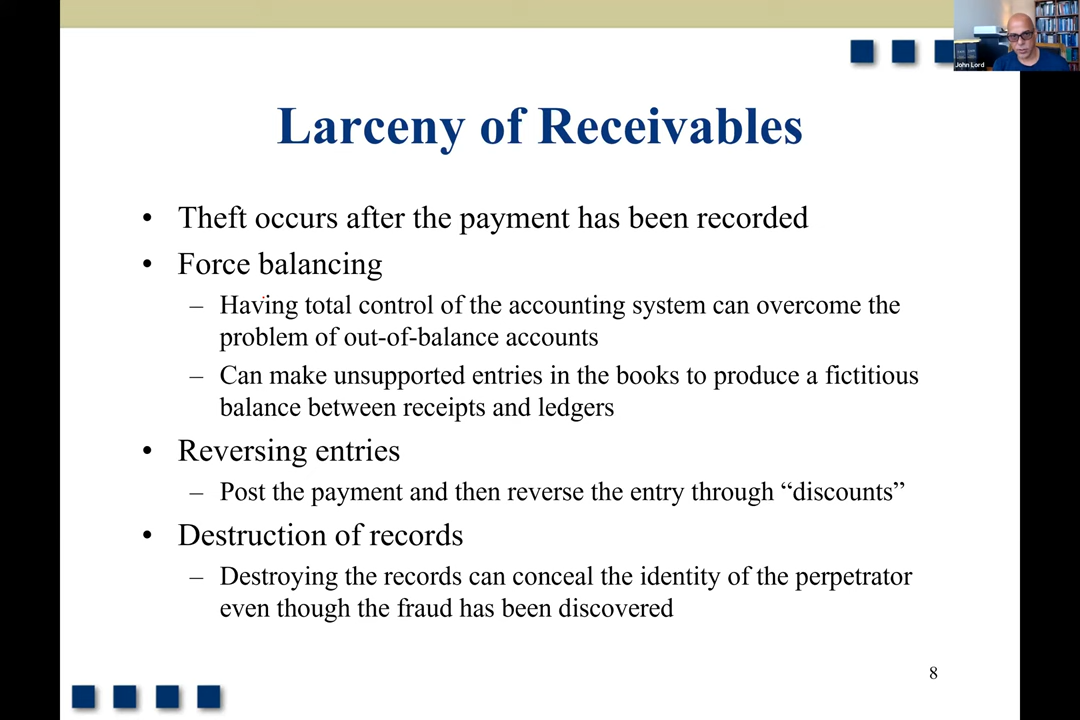 John Lord
Larceny of Receivables
• Theft occurs after the payment has been recorded
• Force balancing
– Having total control of the accounting system can overcome the
problem of out-of-balance accounts
– Can make unsupported entries in the books to produce a fictitious
balance between receipts and ledgers
• Reversing entries
– Post the payment and then reverse the entry through “discounts”
• Destruction of records
– Destroying the records can conceal the identity of the perpetrator
even though the fraud has been discovered
8